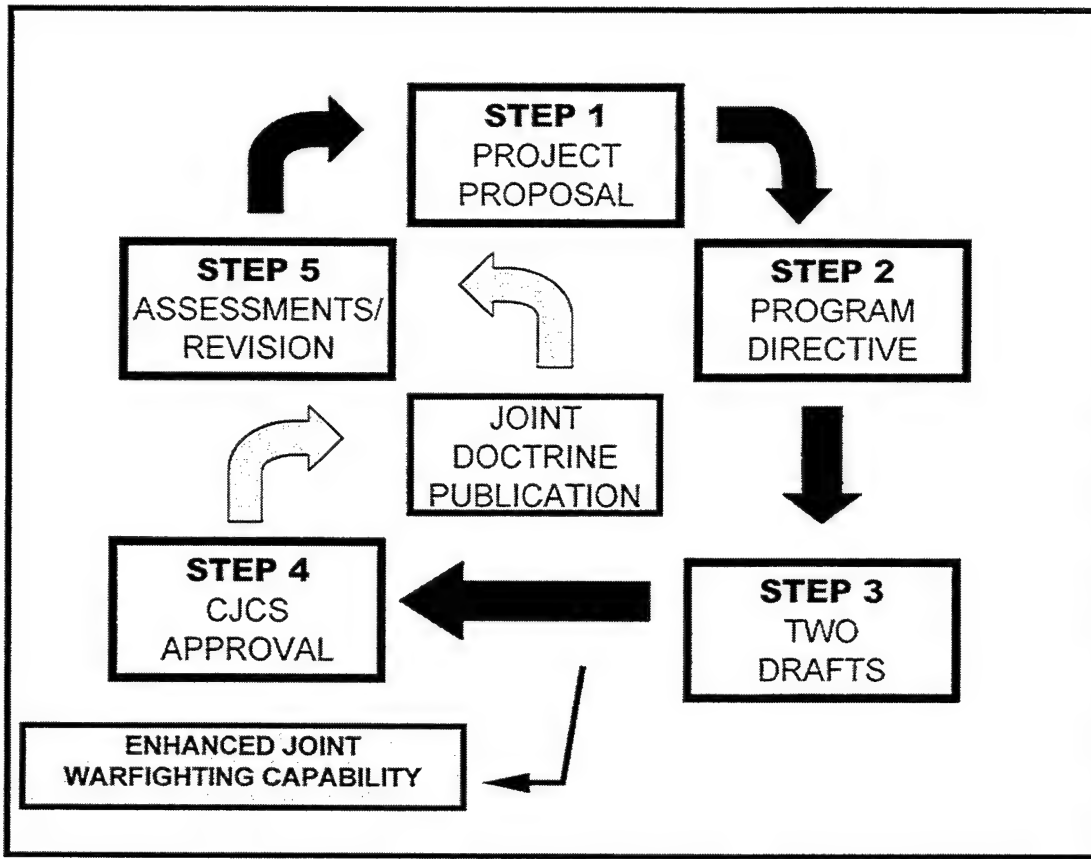 STEP 1
PROJECT
PROPOSAL
STEP 2
PROGRAM
DIRECTIVE
STEP 3
TWO
DRAFTS
STEP 4
CJCS
APPROVAL
STEP 5
ASSESSMENTS/
REVISION
JOINT
DOCTRINE
PUBLICATION
ENHANCED JOINT
WARFIGHTING CAPABILITY